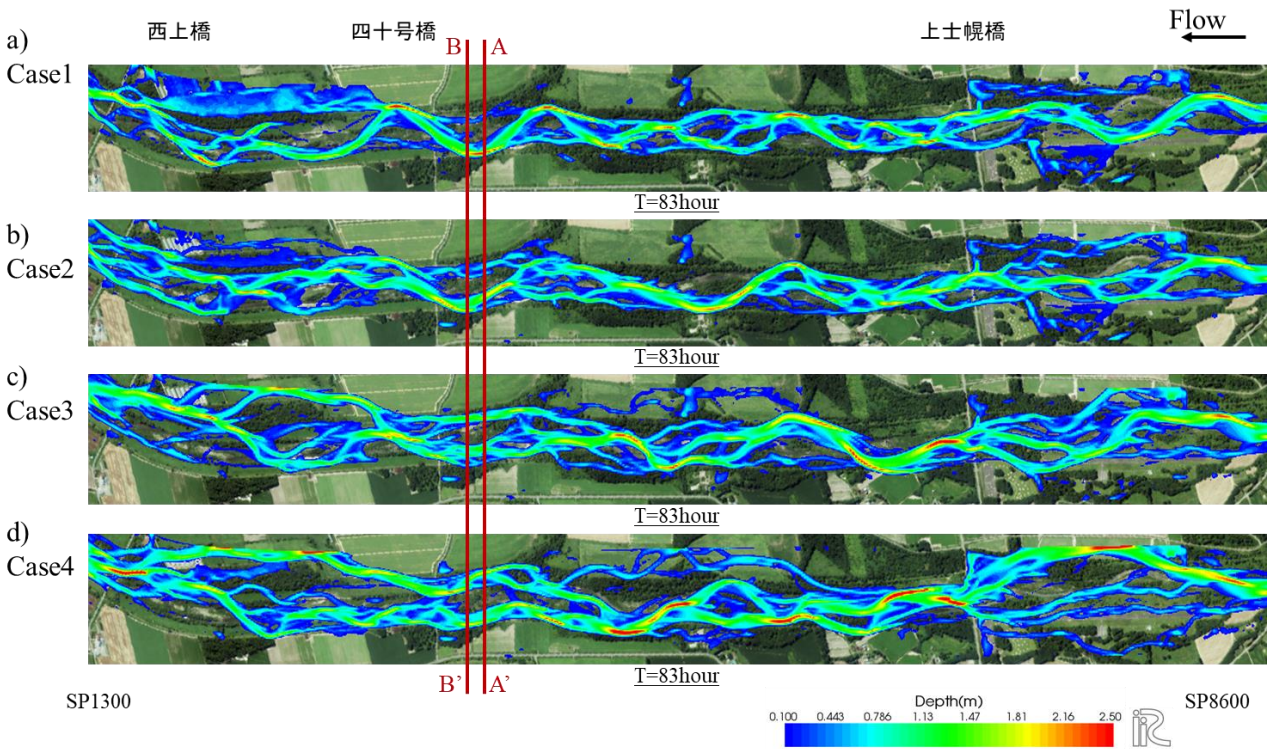 西上橋 四十号橋 上士幌橋 Flow
B A
a)
Case1
T=83hour
b)
Case2
T=83hour
c)
Case3
T=83hour
d)
Case4
T=83hour
B' A'
SP1300 SP8600
Depth(m)
0.100 0.443 0.786 1.13 1.47 1.81 2.16 2.50
iRIC